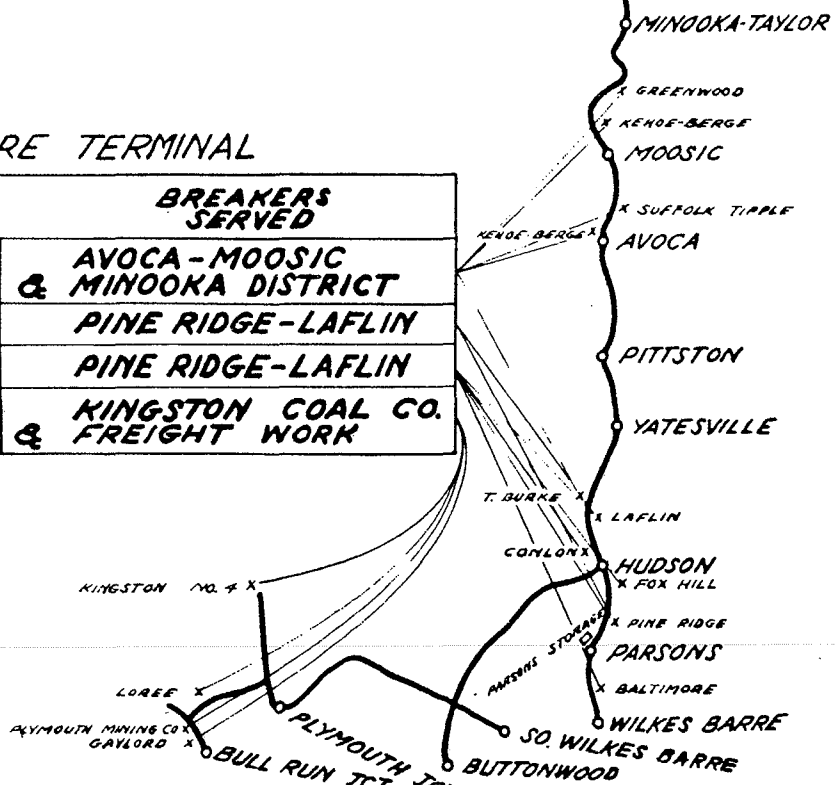 MINOOKA-TAYLOR
GREENWOOD
KEHOE-BERGE
MOOSIC
RE TERMINAL
BREAKERS
SERVED
AVOCA-MOOSIC
& MINOOKA DISTRICT
PINE RIDGE-LAFLIN
PINE RIDGE-LAFLIN
KINGSTON COAL CO.
& FREIGHT WORK
SUFFOLK TIPPLE
KEHOE-BERGE
AVOCA
PITTSTON
YATESVILLE
T. BURKE
LAFLIN
CONLON
HUDSON
FOX HILL
KINGSTON NO. 4
PINE RIDGE
PARSONS STORAGE
PARSONS
LOREE
BALTIMORE
PLYMOUTH MINING CO
GAYLORD
BULL RUN JCT
PLYMOUTH
WILKES BARRE
SO. WILKES BARRE
BUTTONWOOD